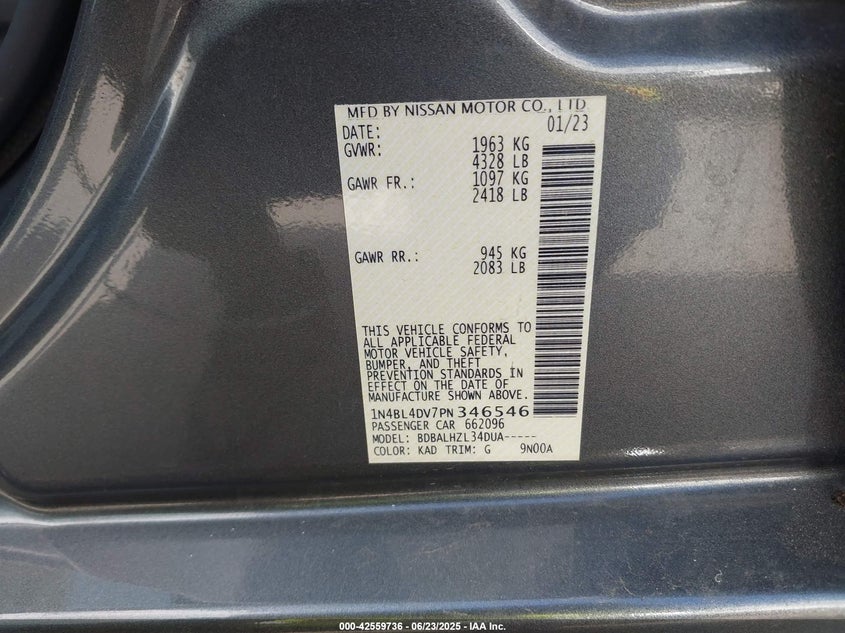 MFD BY NISSAN MOTOR CO., LTD
DATE: 01/23
GVWR: 1963 KG
4328 LB
GAWR FR.: 1097 KG
2418 LB
GAWR RR.: 945 KG
2083 LB
THIS VEHICLE CONFORMS TO
ALL APPLICABLE FEDERAL
MOTOR VEHICLE SAFETY,
BUMPER, AND THEFT
PREVENTION STANDARDS IN
EFFECT ON THE DATE OF
MANUFACTURE SHOWN ABOVE.
1N4BL4DV7PN346546
PASSENGER CAR 662096
MODEL: BDBALHZL34DUA-----
COLOR: KAD TRIM: G 9N00A
000-42559736 - 06/23/2025 - IAA Inc.